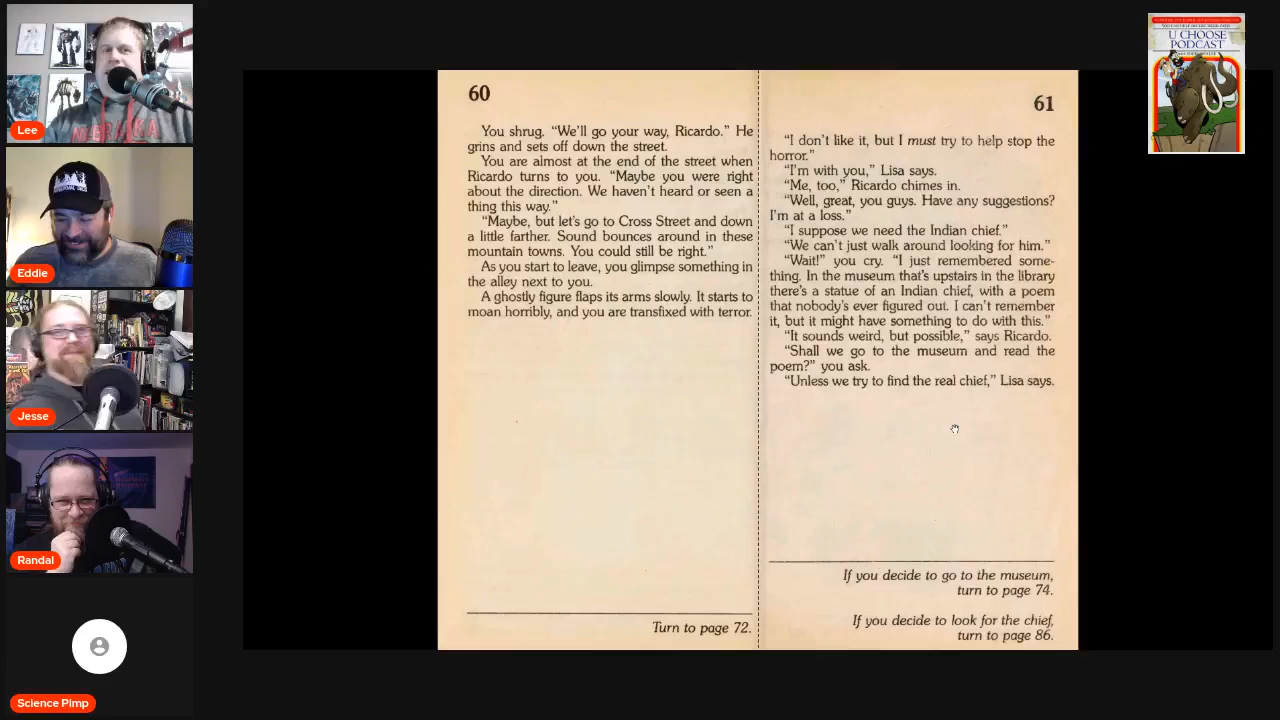 Lee
NEBRASKA
Eddie
Jesse
Randal
Science Pimp
60
You shrug. “We’ll go your way, Ricardo.” He
grins and sets off down the street.
You are almost at the end of the street when
Ricardo turns to you. “Maybe you were right
about the direction. We haven’t heard or seen a
thing this way.”
“Maybe, but let’s go to Cross Street and down
a little farther. Sound bounces around in these
mountain towns. You could still be right.”
As you start to leave, you glimpse something in
the alley next to you.
A ghostly figure flaps its arms slowly. It starts to
moan horribly, and you are transfixed with terror.
Turn to page 72.
61
“I don’t like it, but I must try to help stop the
horror.”
“I’m with you,” Lisa says.
“Me, too,” Ricardo chimes in.
“Well, great, you guys. Have any suggestions?
I’m at a loss.”
“I suppose we need the Indian chief.”
“We can’t just walk around looking for him.”
“Wait!” you cry. “I just remembered some-
thing. In the museum that’s upstairs in the library
there’s a statue of an Indian chief, with a poem
that nobody’s ever figured out. I can’t remember
it, but it might have something to do with this.”
“It sounds weird, but possible,” says Ricardo.
“Shall we go to the museum and read the
poem?” you ask.
“Unless we try to find the real chief,” Lisa says.
If you decide to go to the museum,
turn to page 74.
If you decide to look for the chief,
turn to page 86.
U CHOOSE
PODCAST